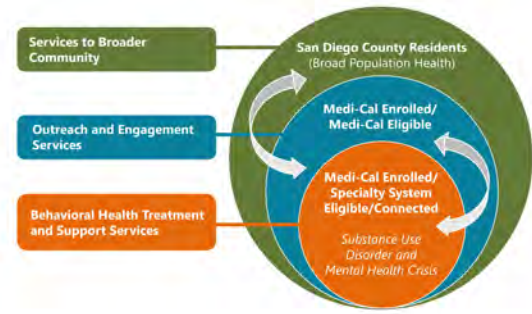 Services to Broader
Community
Outreach and Engagement
Services
Behavioral Health Treatment
and Support Services
San Diego County Residents
(Broad Population Health)
Medi-Cal Enrolled/
Medi-Cal Eligible
Medi-Cal Enrolled/
Specialty System
Eligible/Connected
Substance Use
Disorder and
Mental Health Crisis